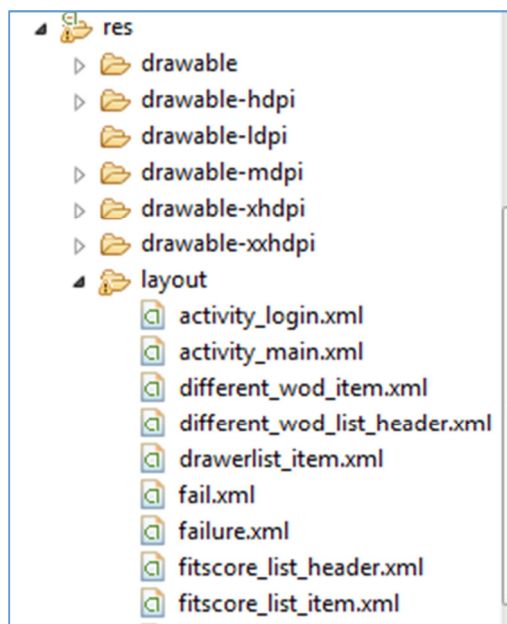 res
drawable
drawable-hdpi
drawable-ldpi
drawable-mdpi
drawable-xhdpi
drawable-xxhdpi
layout
activity_login.xml
activity_main.xml
different_wod_item.xml
different_wod_list_header.xml
drawerlist_item.xml
fail.xml
failure.xml
fitscore_list_header.xml
fitscore_list_item.xml